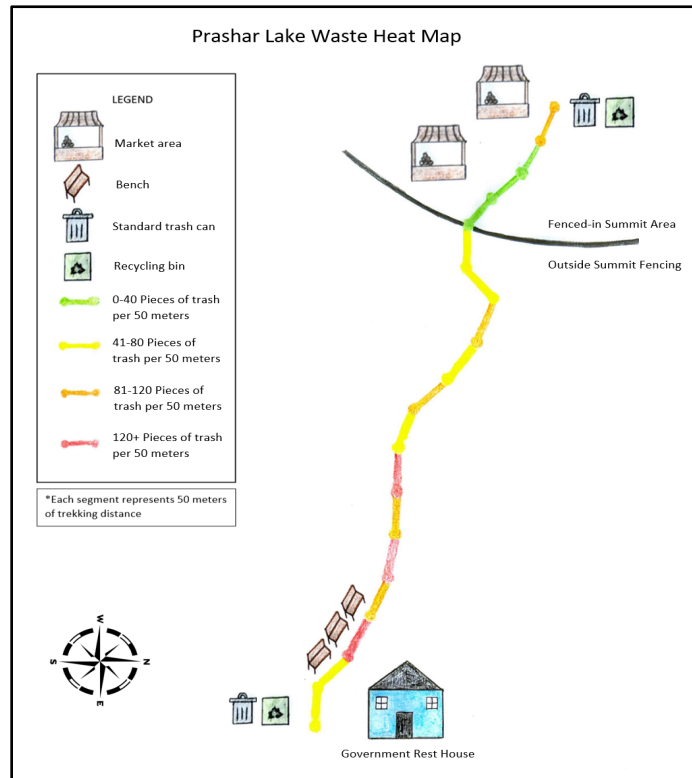 Prashar Lake Waste Heat Map
LEGEND
Market area
Bench
Standard trash can
Recycling bin
0-40 Pieces of trash
per 50 meters
41-80 Pieces of
trash per 50 meters
81-120 Pieces of
trash per 50 meters
120+ Pieces of trash
per 50 meters
*Each segment represents 50 meters
of trekking distance
Fenced-in Summit Area
Outside Summit Fencing
W
S
N
E
Government Rest House